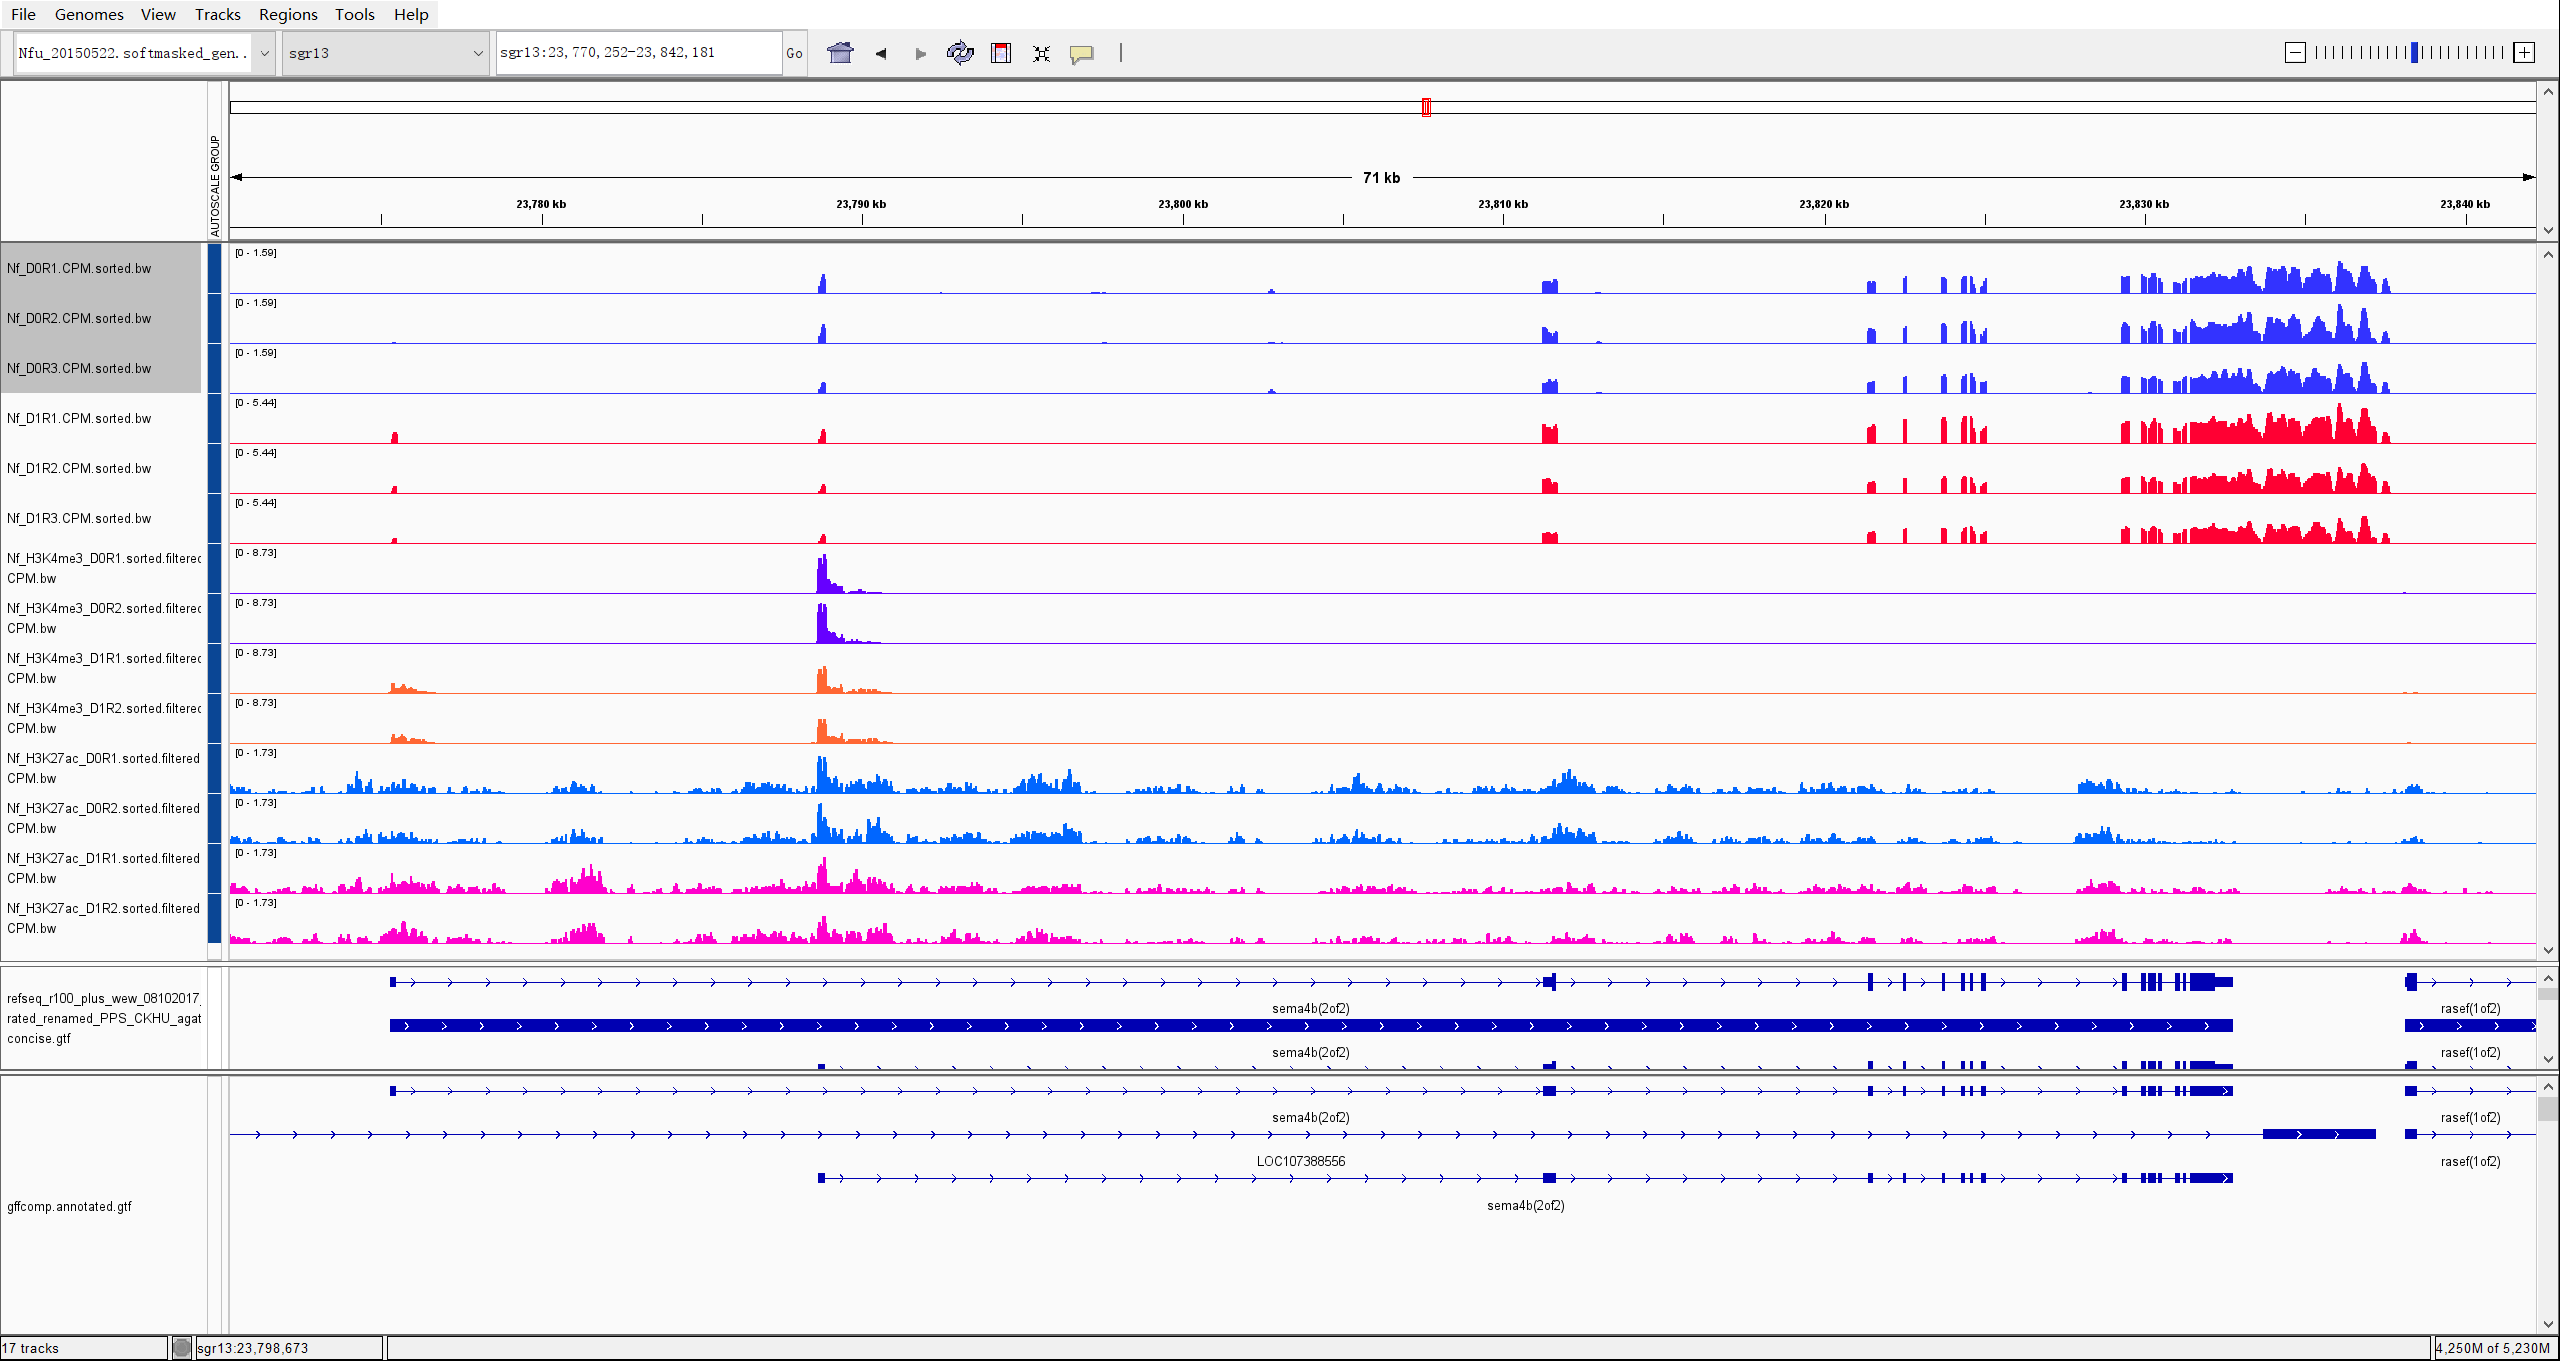 File Genomes View Tracks Regions Tools Help
Nfu_20150522.softmasked_gen.. sgr13 sgr13:23,770,252-23,842,181 Go
AUTOSCALE GROUP
71 kb
23,780 kb 23,790 kb 23,800 kb 23,810 kb 23,820 kb 23,830 kb 23,840 kb
[0 - 1.59]
Nf_D0R1.CPM.sorted.bw
[0 - 1.59]
Nf_D0R2.CPM.sorted.bw
[0 - 1.59]
Nf_D0R3.CPM.sorted.bw
[0 - 5.44]
Nf_D1R1.CPM.sorted.bw
[0 - 5.44]
Nf_D1R2.CPM.sorted.bw
[0 - 5.44]
Nf_D1R3.CPM.sorted.bw
[0 - 8.73]
Nf_H3K4me3_D0R1.sorted.filtered
CPM.bw
[0 - 8.73]
Nf_H3K4me3_D0R2.sorted.filtered
CPM.bw
[0 - 8.73]
Nf_H3K4me3_D1R1.sorted.filtered
CPM.bw
[0 - 8.73]
Nf_H3K4me3_D1R2.sorted.filtered
CPM.bw
[0 - 1.73]
Nf_H3K27ac_D0R1.sorted.filtered
CPM.bw
[0 - 1.73]
Nf_H3K27ac_D0R2.sorted.filtered
CPM.bw
[0 - 1.73]
Nf_H3K27ac_D1R1.sorted.filtered
CPM.bw
[0 - 1.73]
Nf_H3K27ac_D1R2.sorted.filtered
CPM.bw
refseq_r100_plus_wew_08102017_
rated_renamed_PPS_CKHU_agat
concise.gtf
sema4b(2of2) rasef(1of2)
sema4b(2of2) rasef(1of2)
gffcomp.annotated.gtf
sema4b(2of2) rasef(1of2)
LOC107388556 rasef(1of2)
sema4b(2of2)
17 tracks sgr13:23,798,673 4,250M of 5,230M